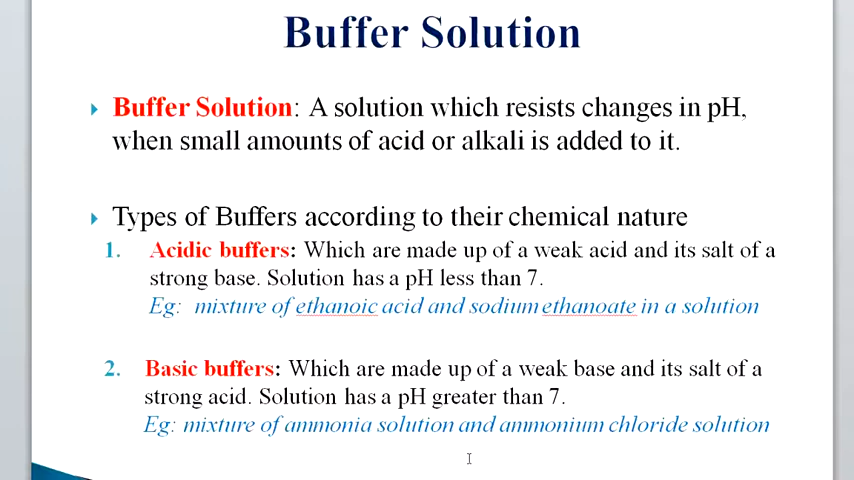 Buffer Solution
Buffer Solution: A solution which resists changes in pH,
when small amounts of acid or alkali is added to it.
Types of Buffers according to their chemical nature
1. Acidic buffers: Which are made up of a weak acid and its salt of a
strong base. Solution has a pH less than 7.
Eg: mixture of ethanoic acid and sodium ethanoate in a solution
2. Basic buffers: Which are made up of a weak base and its salt of a
strong acid. Solution has a pH greater than 7.
Eg: mixture of ammonia solution and ammonium chloride solution